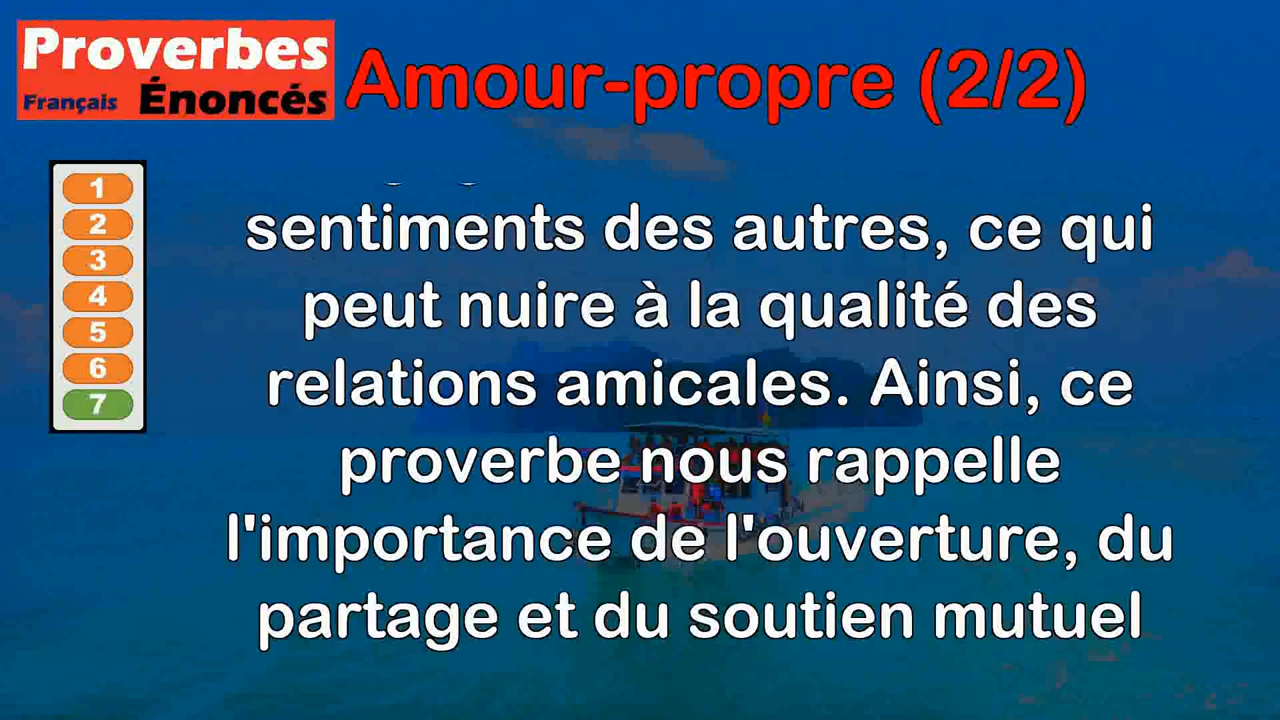 Proverbes
Français Énoncés
Amour-propre (2/2)
1
2
3
4
5
6
7
sentiments des autres, ce qui
peut nuire à la qualité des
relations amicales. Ainsi, ce
proverbe nous rappelle
l'importance de l'ouverture, du
partage et du soutien mutuel